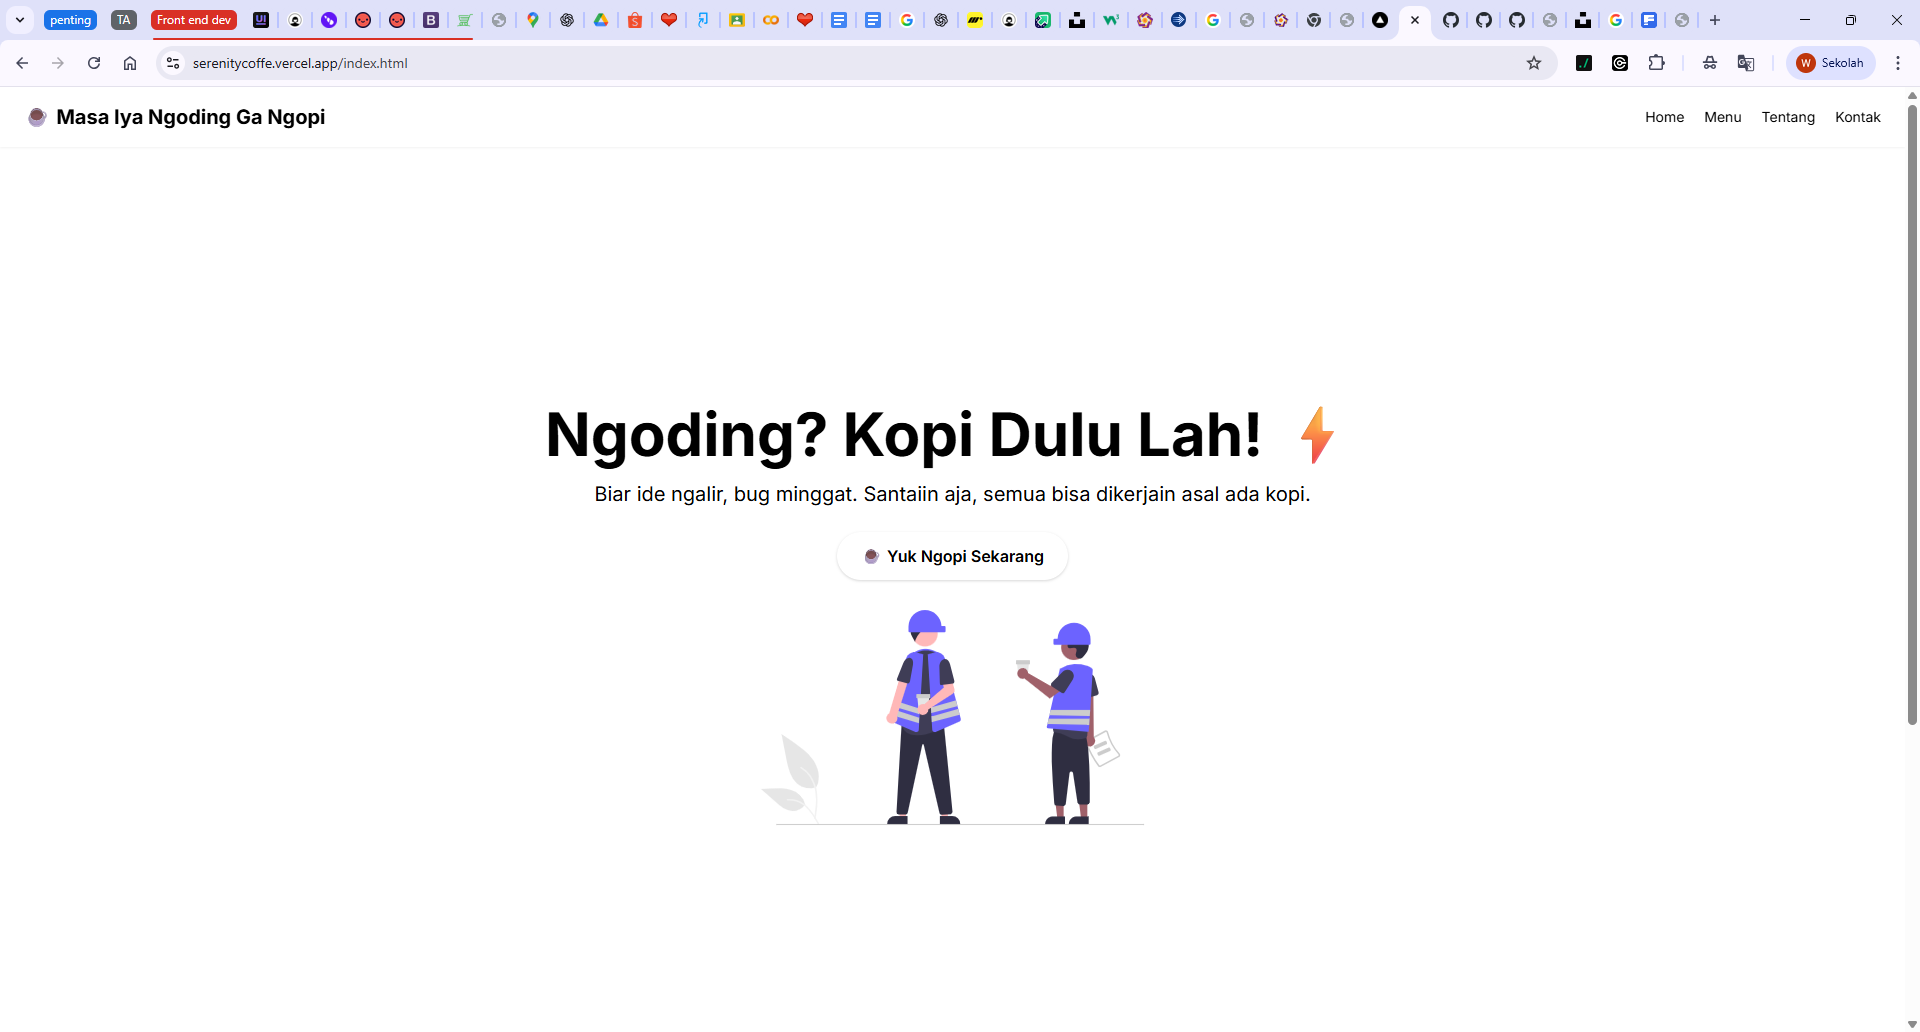 penting
TA
Front end dev
serenitycoffe.vercel.app/index.html
Sekolah
Masa Iya Ngoding Ga Ngopi
Home
Menu
Tentang
Kontak
Ngoding? Kopi Dulu Lah!
Biar ide ngalir, bug minggat. Santaiin aja, semua bisa dikerjain asal ada kopi.
Yuk Ngopi Sekarang